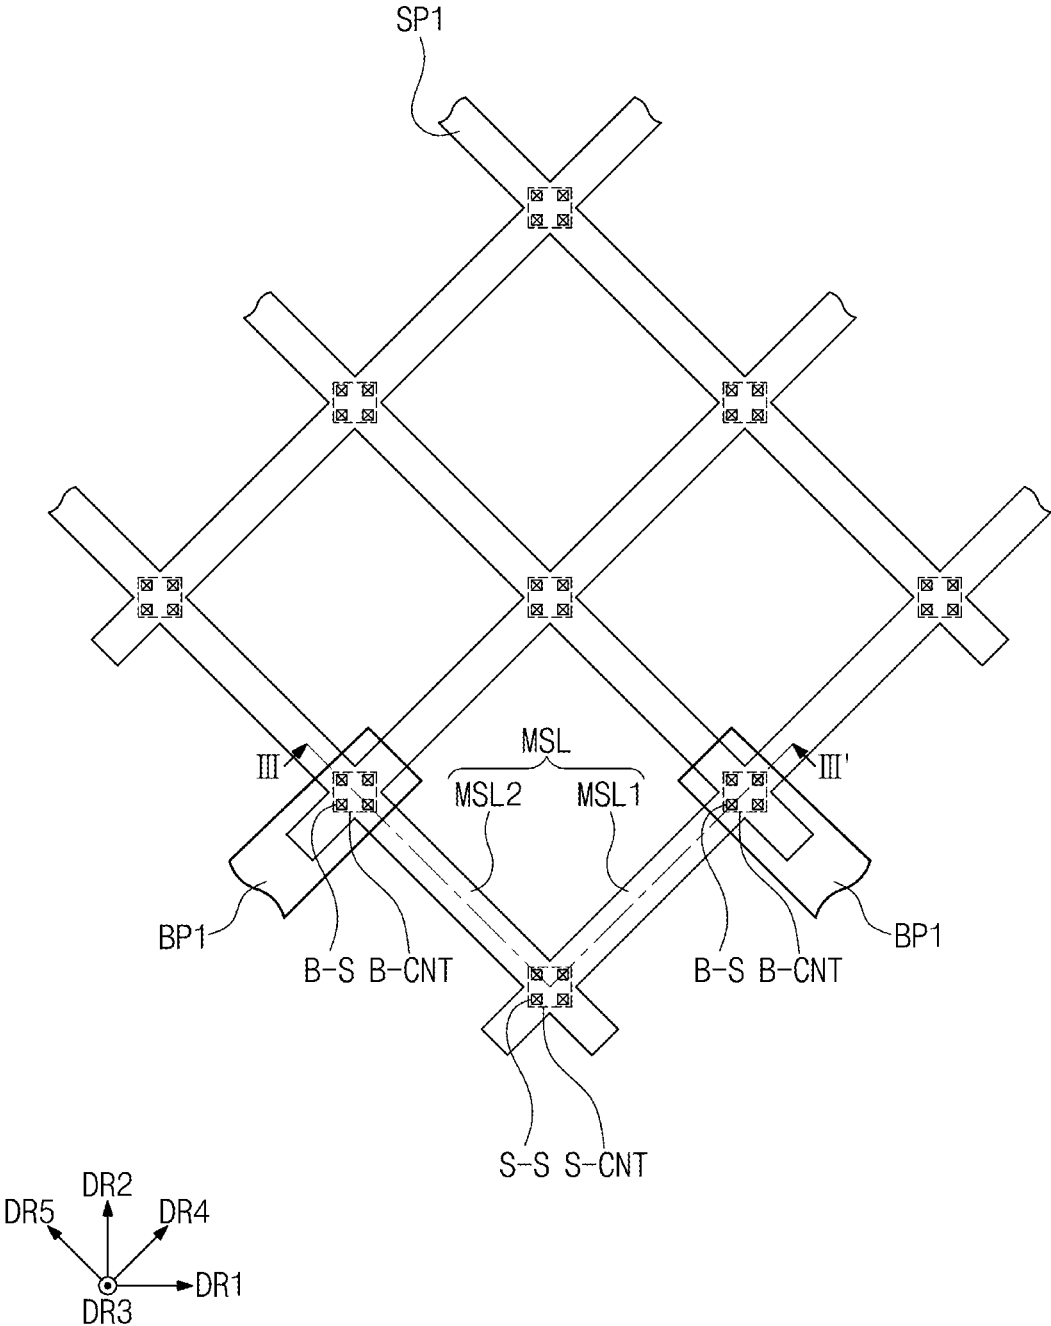 SP1
MSL
III
III'
MSL2 MSL1
BP1
BP1
B-S B-CNT
B-S B-CNT
S-S S-CNT
DR2
DR5
DR4
DR1
DR3